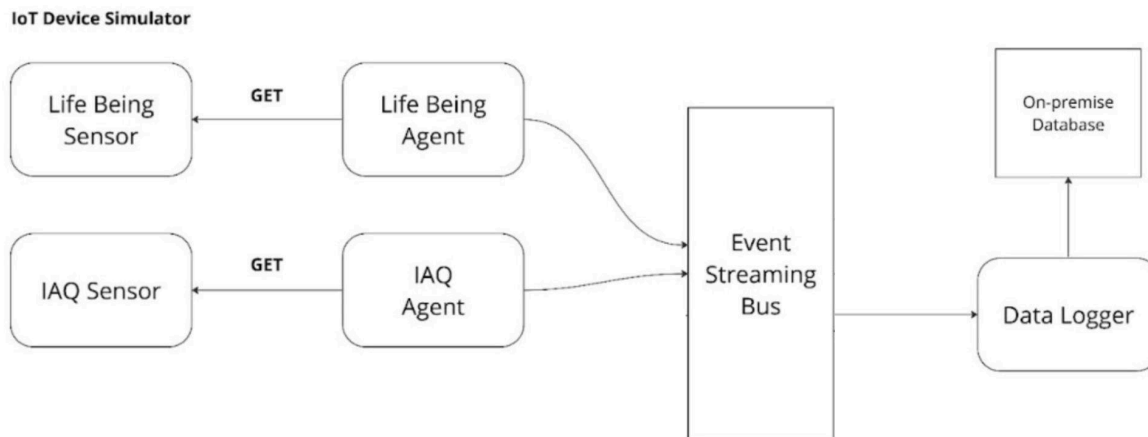 IoT Device Simulator
Life Being
Sensor
GET
Life Being
Agent
On-premise
Database
IAQ Sensor
GET
IAQ
Agent
Event
Streaming
Bus
Data Logger